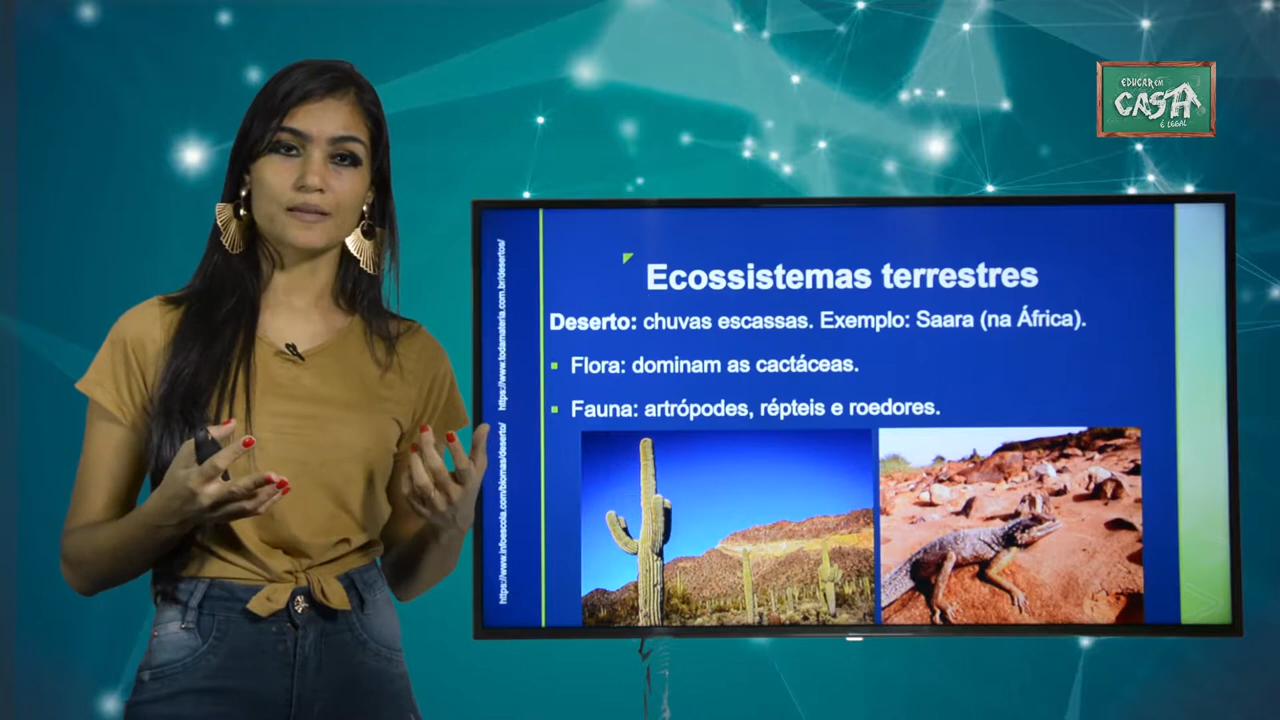 EDUCAR EM
CASA
É LEGAL
Ecossistemas terrestres
Deserto: chuvas escassas. Exemplo: Saara (na África).
Flora: dominam as cactáceas.
Fauna: artrópodes, répteis e roedores.
https://www.infoescola.com/biomas/deserto/ https://www.todamateria.com.br/desertos/